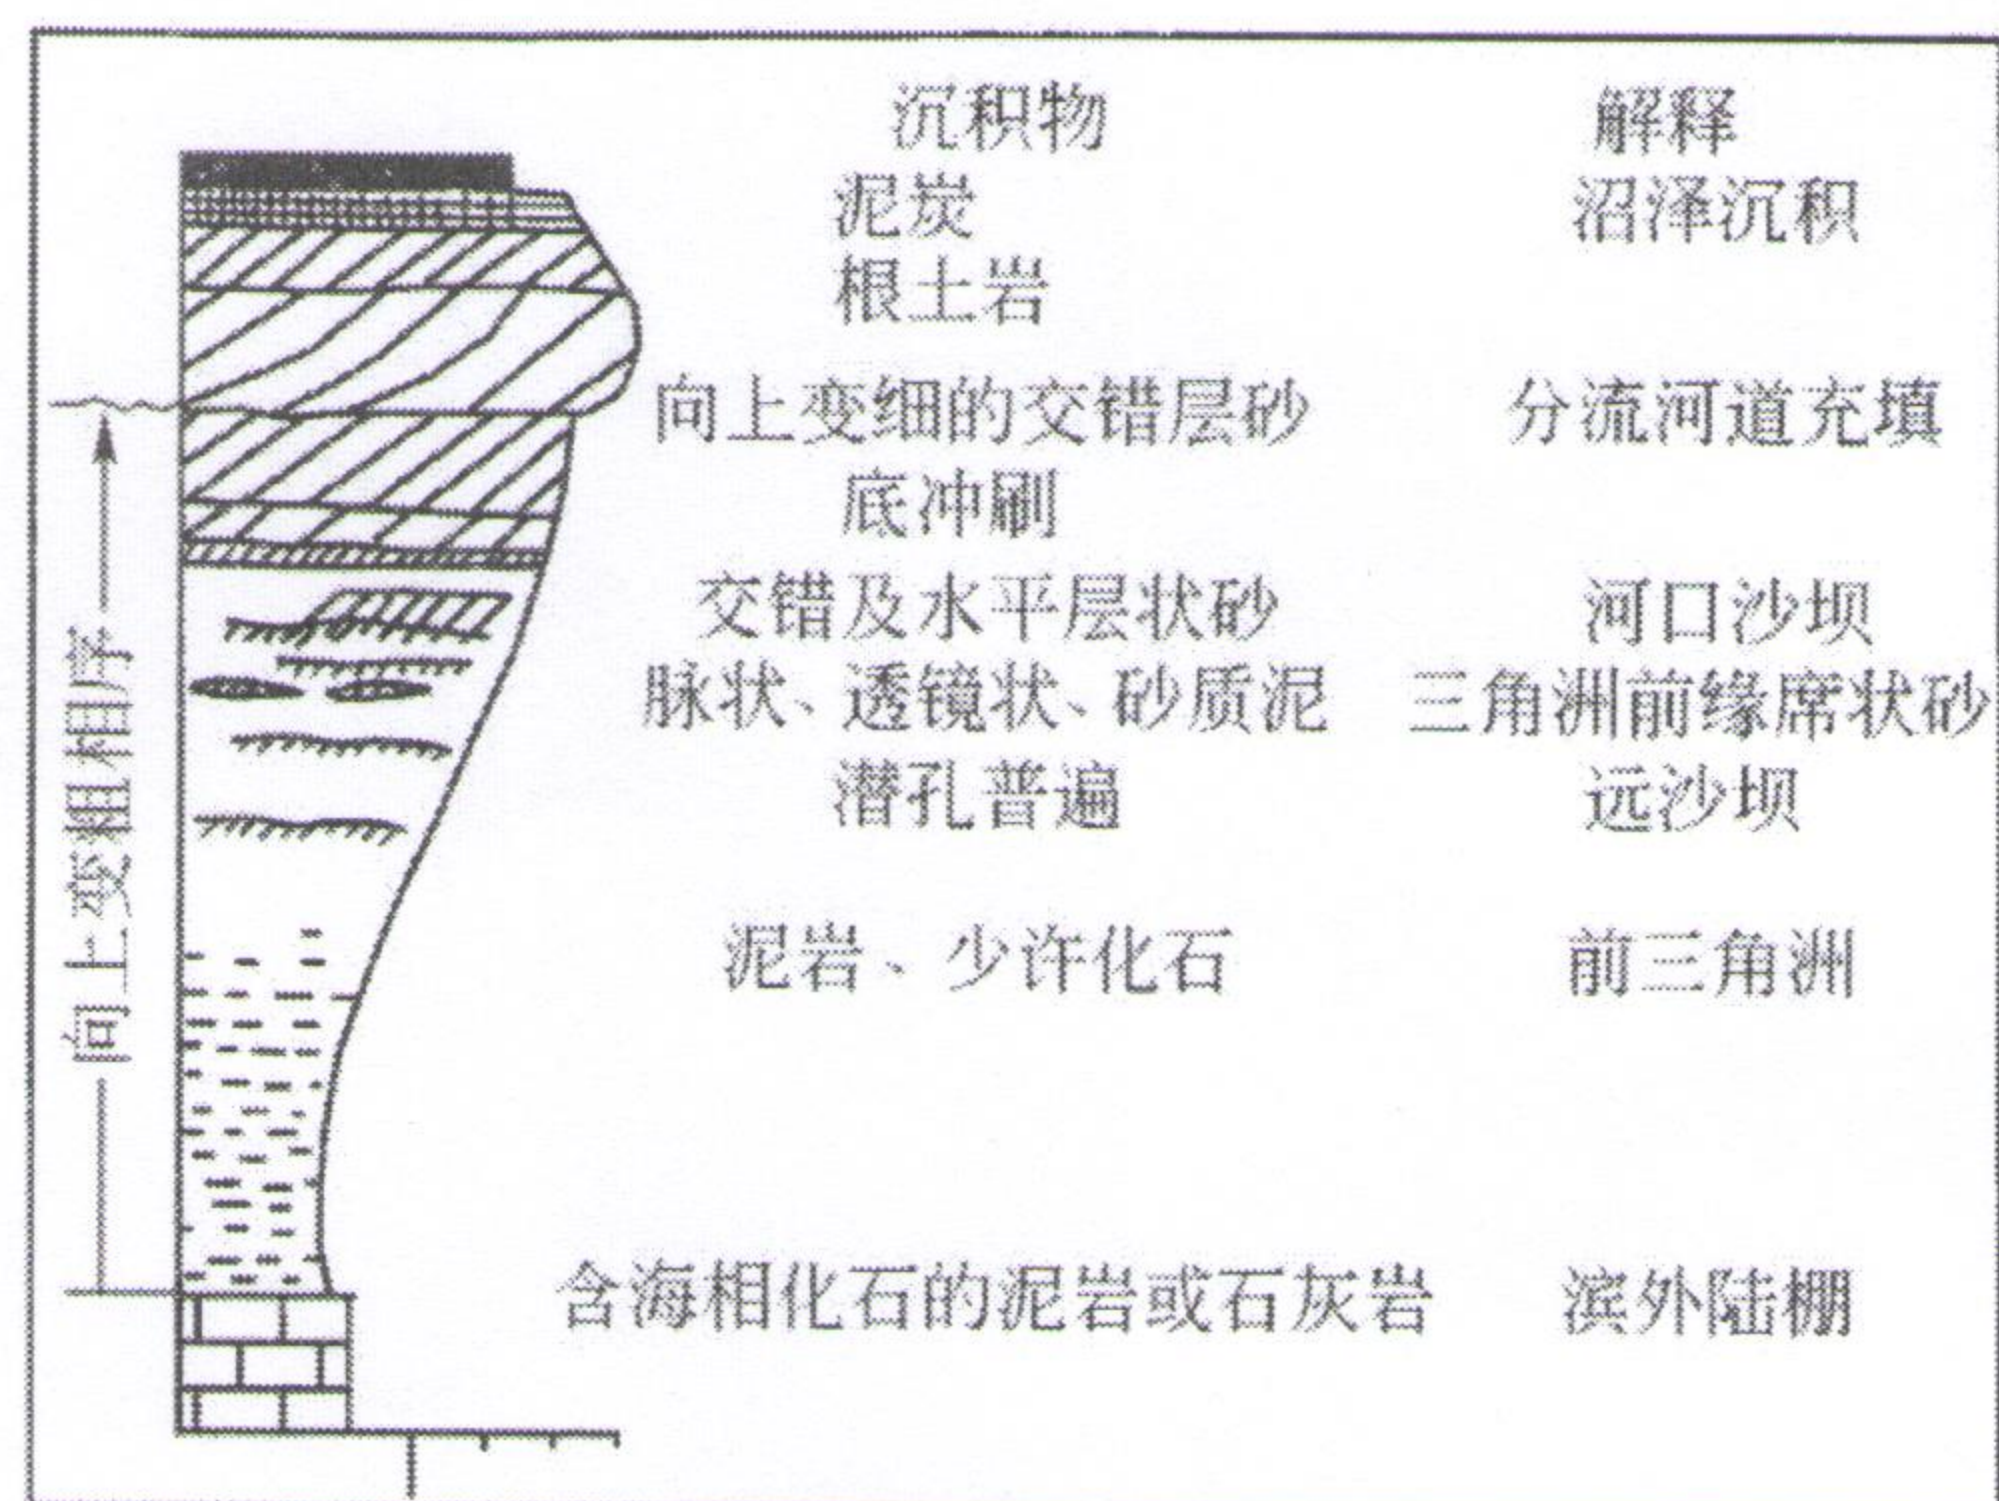 沉积物 解释
泥炭 沼泽沉积
根土岩
向上变细的交错层砂 分流河道充填
底冲刷
交错及水平层状砂 河口沙坝
脉状、透镜状、砂质泥 三角洲前缘席状砂
潜孔普遍 远沙坝
泥岩、少许化石 前三角洲
含海相化石的泥岩或石灰岩 滨外陆棚
向上变粗相序